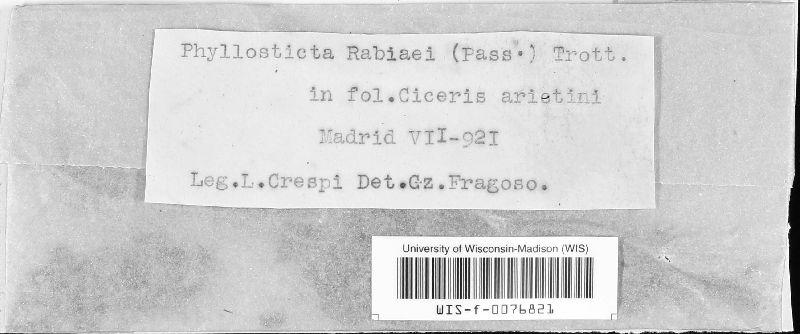 Phyllosticta Rabiaei (Pass.) Trott.
in fol.Ciceris arietini
Madrid VII-92I
Leg.L.Crespi Det.Gz.Fragoso.
University of Wisconsin-Madison (WIS)
WIS-f-0076821